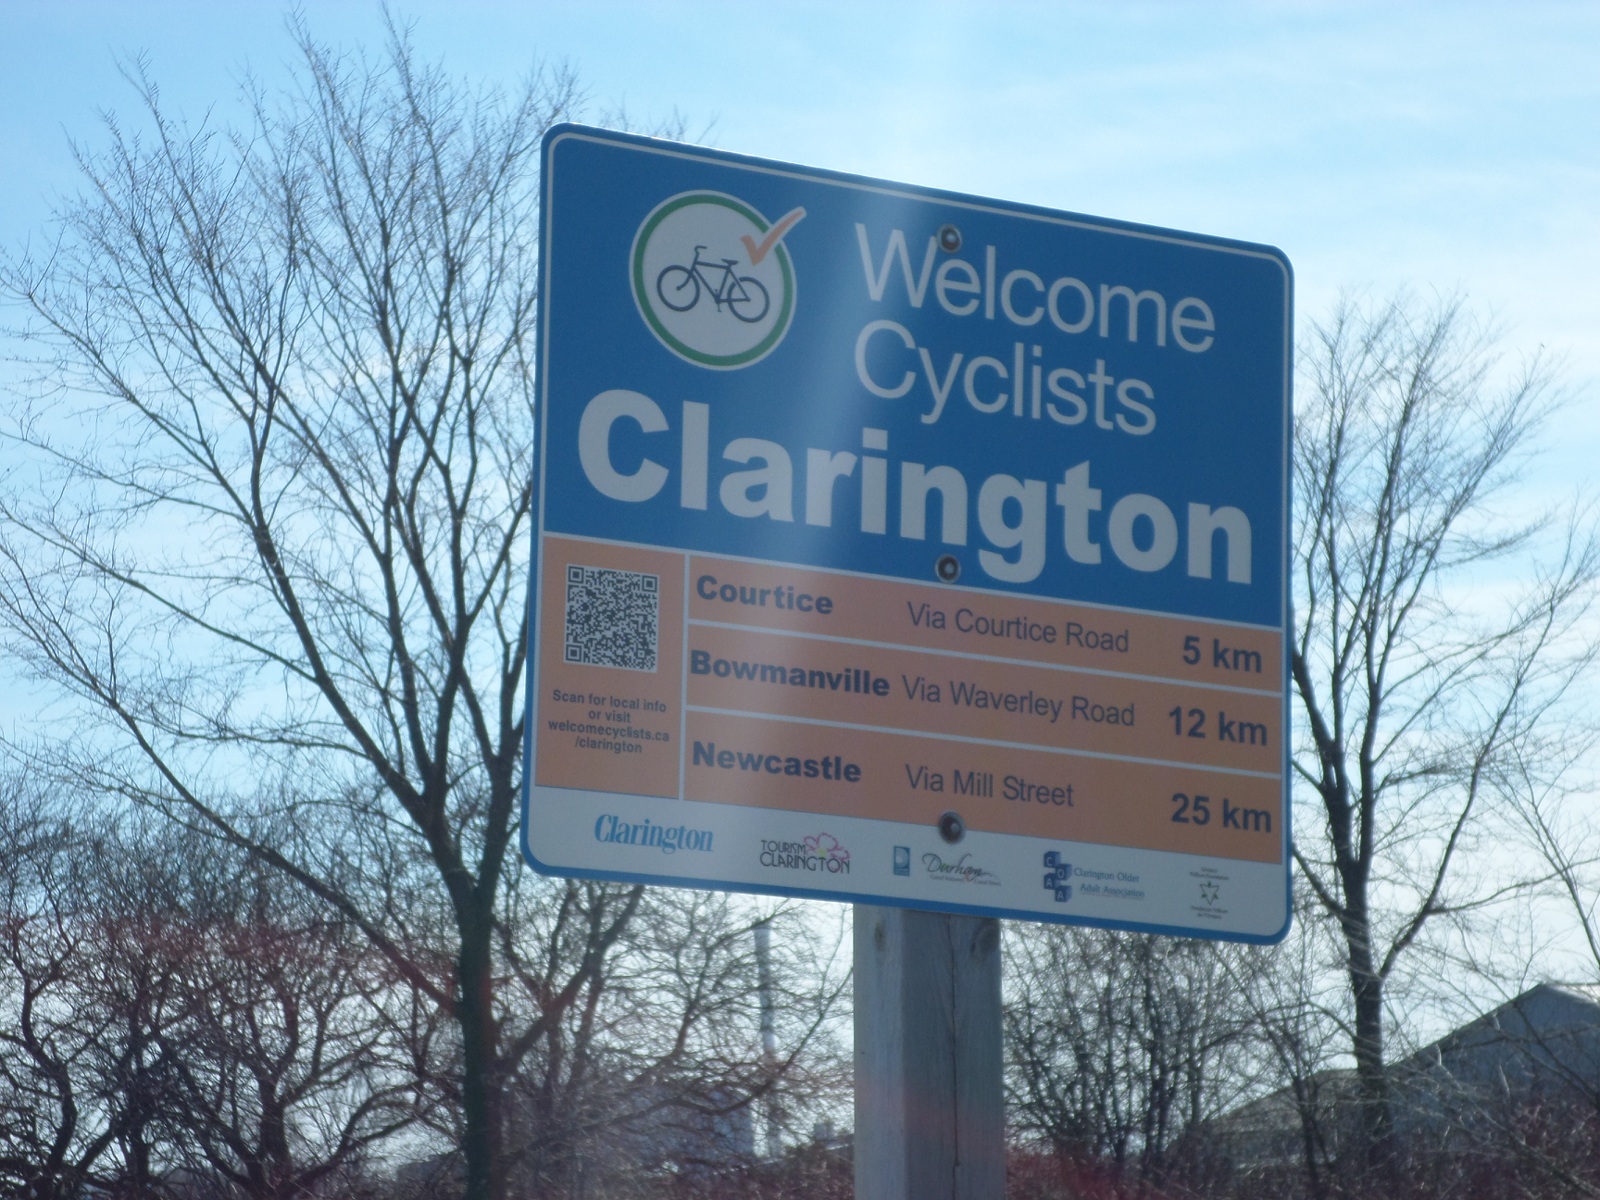 Welcome
Cyclists
Clarington
Courtice Via Courtice Road 5 km
Bowmanville Via Waverley Road 12 km
Newcastle Via Mill Street 25 km
Scan for local info
or visit
welcomecyclists.ca
/clarington
Clarington
TOURISM
CLARINGTON
Durham
COAA
Clarington Older
Adult Association